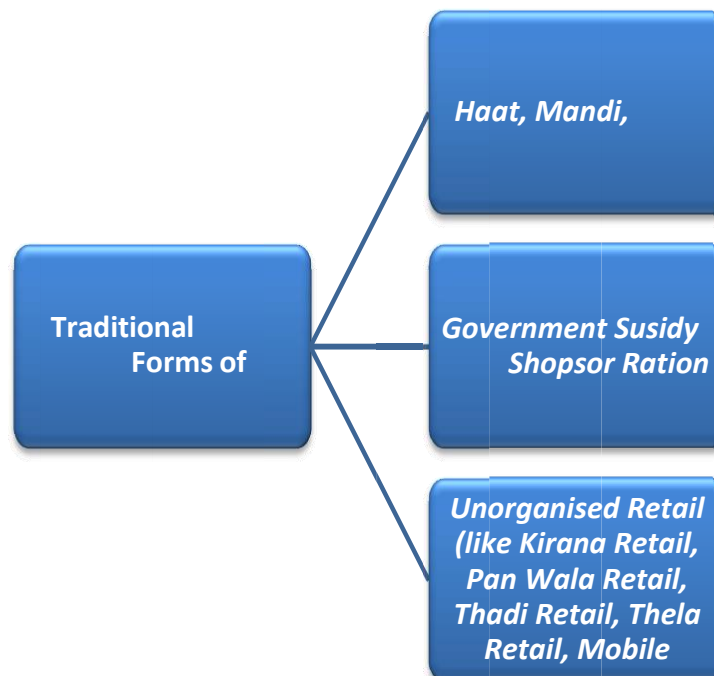 Haat, Mandi,
Traditional
Forms of
Government Susidy
Shopsor Ration
Unorganised Retail
(like Kirana Retail,
Pan Wala Retail,
Thadi Retail, Thela
Retail, Mobile